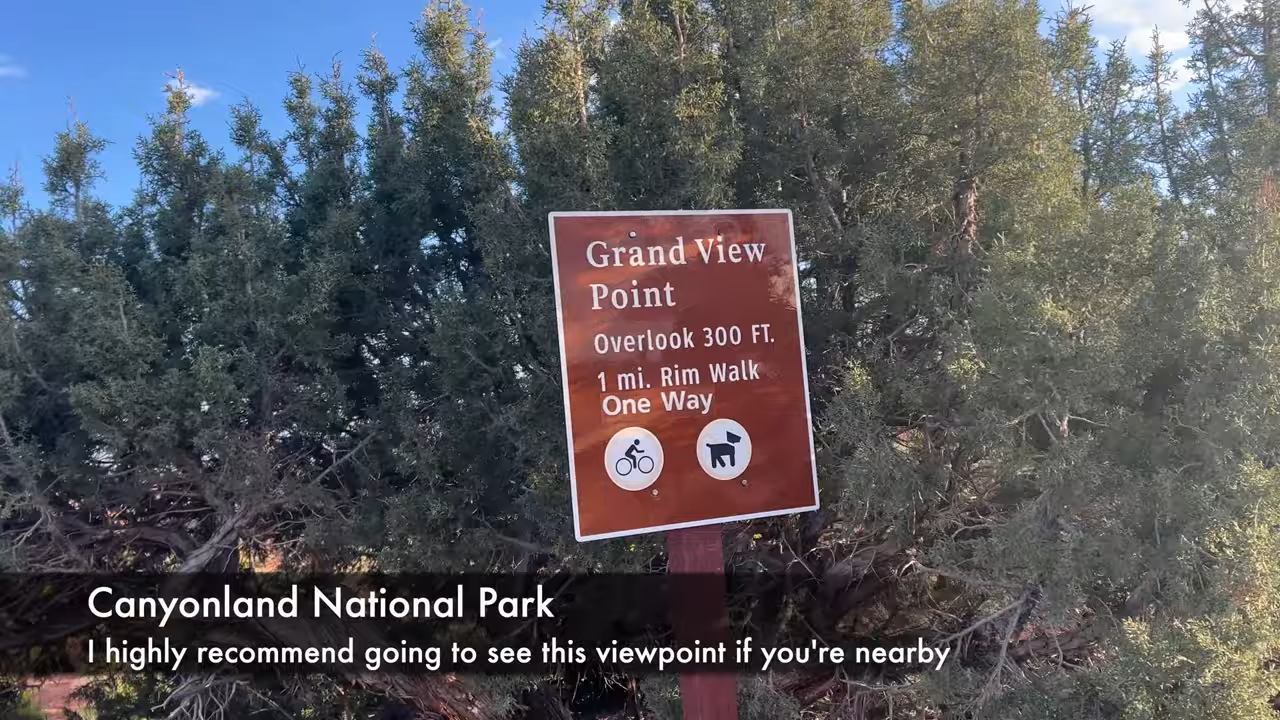 Grand View
Point
Overlook 300 FT.
1 mi. Rim Walk
One Way
Canyonland National Park
I highly recommend going to see this viewpoint if you're nearby